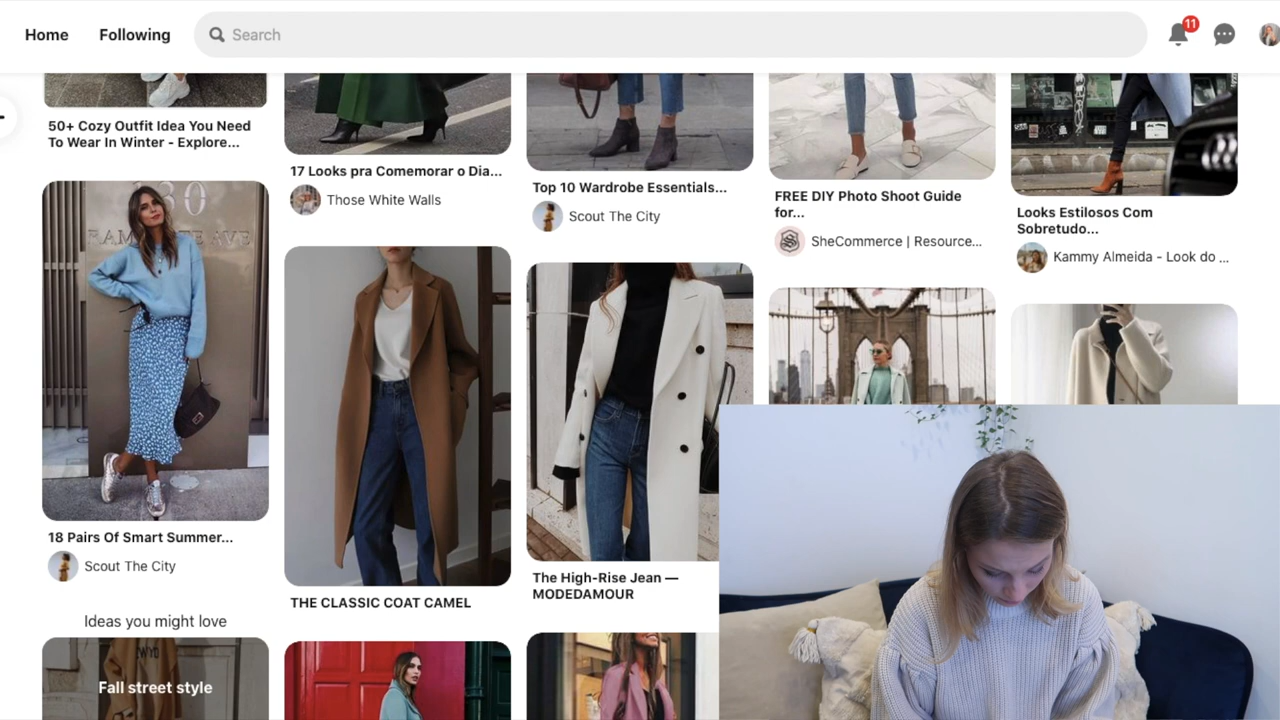 Home
Following
Search
11
50+ Cozy Outfit Idea You Need
To Wear In Winter - Explore...
17 Looks pra Comemorar o Dia...
Those White Walls
Top 10 Wardrobe Essentials...
Scout The City
FREE DIY Photo Shoot Guide
for...
SheCommerce | Resource...
Looks Estilosos Com
Sobretudo...
Kammy Almeida - Look do ...
30
18 Pairs Of Smart Summer...
Scout The City
THE CLASSIC COAT CAMEL
The High-Rise Jean —
MODEDAMOUR
Ideas you might love
Fall street style